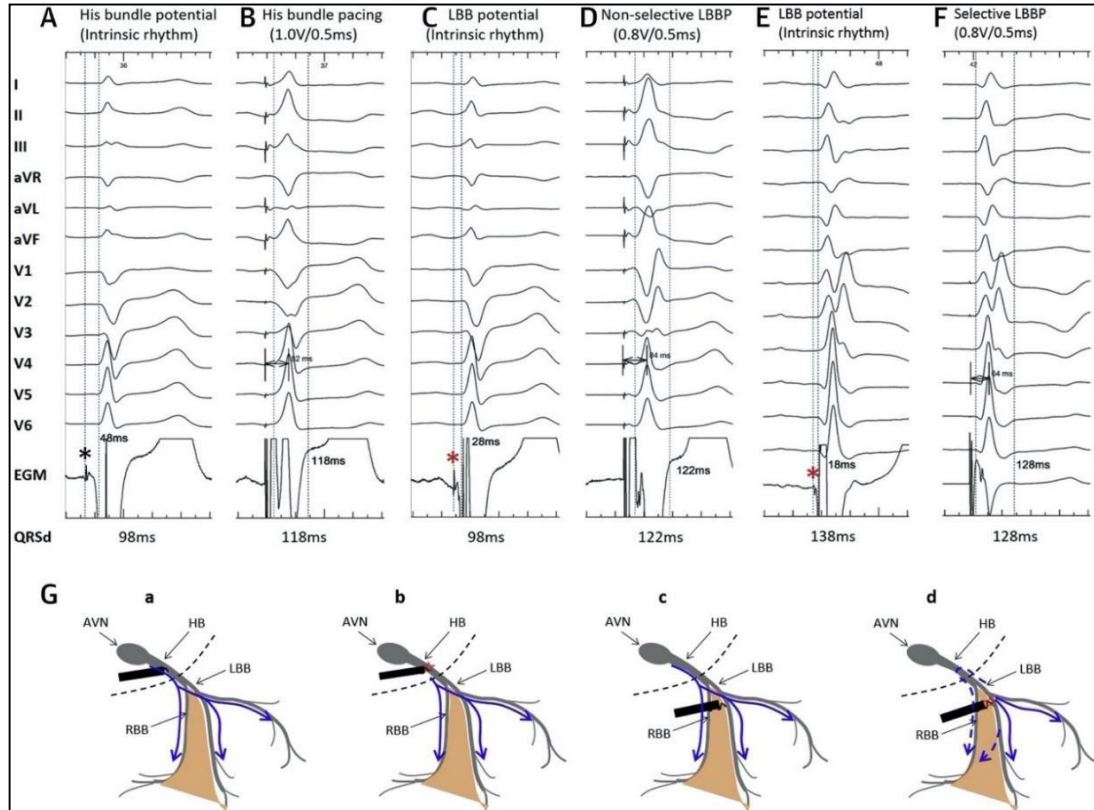 A His bundle potential (Intrinsic rhythm)
B His bundle pacing (1.0V/0.5ms)
C LBB potential (Intrinsic rhythm)
D Non-selective LBBP (0.8V/0.5ms)
E LBB potential (Intrinsic rhythm)
F Selective LBBP (0.8V/0.5ms)
36 37 48 42
I
II
III
aVR
aVL
aVF
V1
V2
V3
V4
84 ms
64 ms
V5
V6
EGM
*
48ms
118ms
*
28ms
122ms
*
18ms
128ms
QRSd 98ms 118ms 98ms 122ms 138ms 128ms
G a b c d
AVN HB LBB RBB
AVN HB LBB RBB
AVN HB LBB RBB
AVN HB LBB RBB